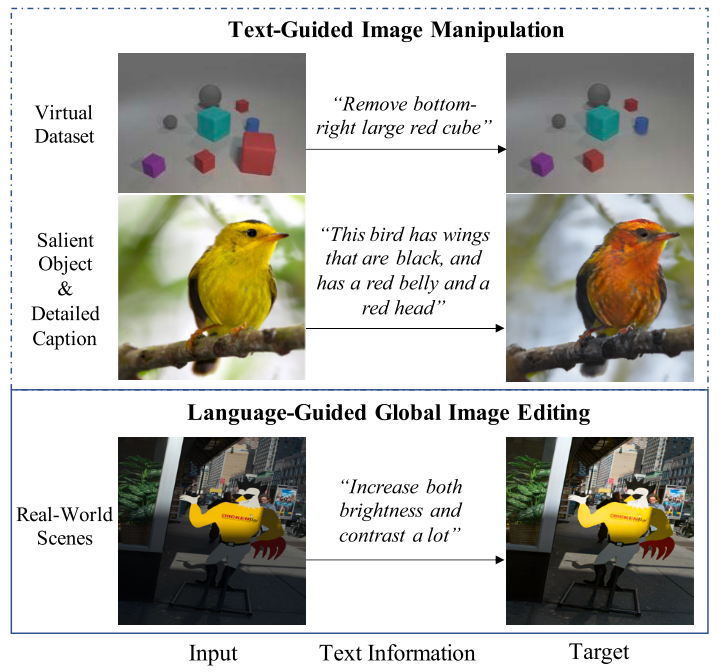 Text-Guided Image Manipulation
Virtual
Dataset
“Remove bottom-
right large red cube”
Salient
Object
&
Detailed
Caption
“This bird has wings
that are black, and
has a red belly and a
red head”
Language-Guided Global Image Editing
Real-World
Scenes
“Increase both
brightness and
contrast a lot”
Input
Text Information
Target